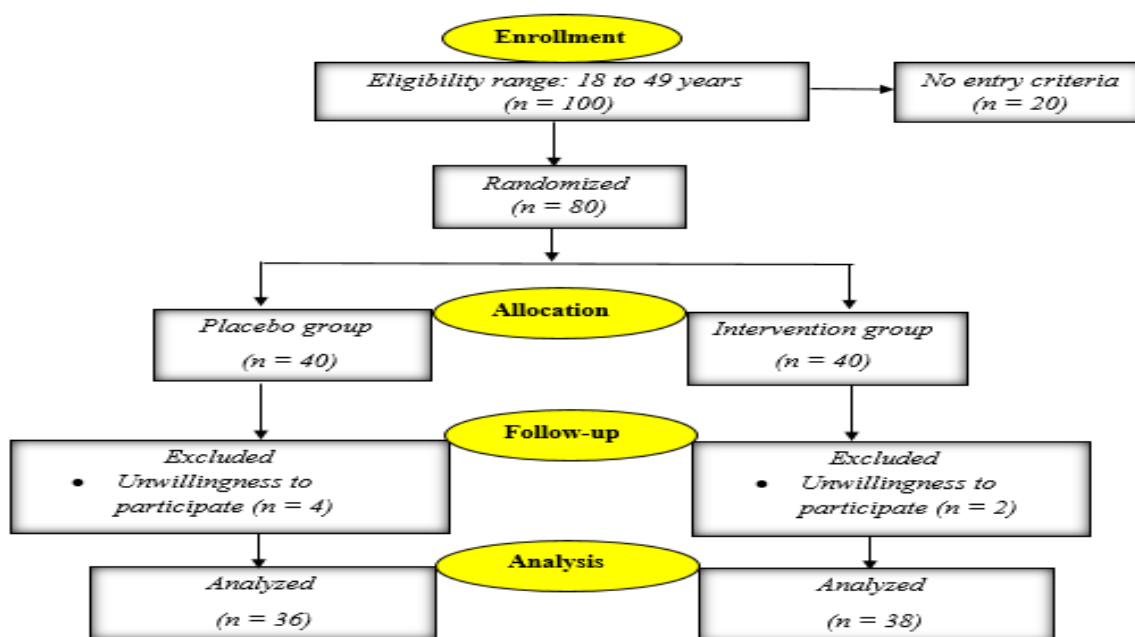 Enrollment
Eligibility range: 18 to 49 years
(n = 100)
No entry criteria
(n = 20)
Randomized
(n = 80)
Allocation
Placebo group
(n = 40)
Intervention group
(n = 40)
Follow-up
Excluded
• Unwillingness to
participate (n = 4)
Excluded
• Unwillingness to
participate (n = 2)
Analysis
Analyzed
(n = 36)
Analyzed
(n = 38)